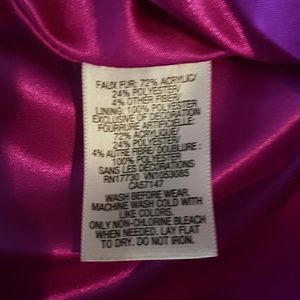 FAUX FUR: 72% ACRYLIC/
24% POLYESTER/
4% OTHER FIBER/
LINING: 100% POLYESTER
EXCLUSIVE OF DECORATION
FOURRURE ARTIFICIELLE:
72% ACRYLIQUE/
24% POLYESTER/
4% AUTRE FIBRE/DOUBLURE :
100% POLYESTER
SANS LES DÉCORATIONS
RN17730 VN1053085
CA57147
WASH BEFORE WEAR.
MACHINE WASH COLD WITH
LIKE COLORS.
ONLY NON-CHLORINE BLEACH
WHEN NEEDED. LAY FLAT
TO DRY. DO NOT IRON.